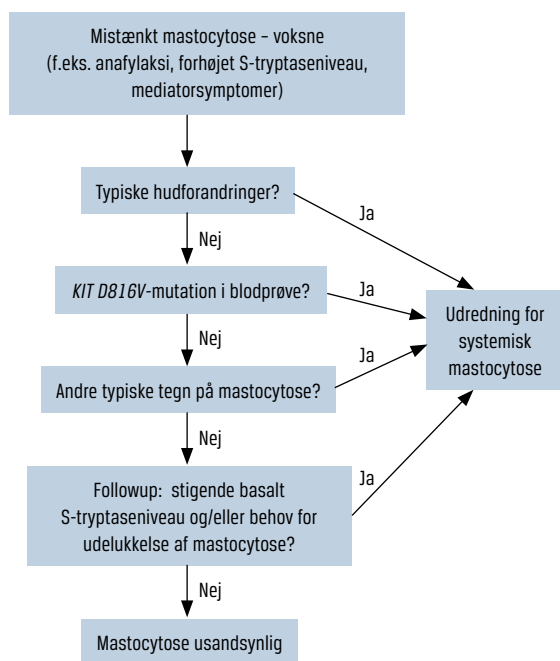 Mistænkt mastocytose – voksne
(f.eks. anafylaksi, forhøjet S-tryptaseniveau,
mediatorsymptomer)
Typiske hudforandringer?
Ja
Nej
KIT D816V-mutation i blodprøve?
Ja
Udredning for
systemisk
mastocytose
Nej
Andre typiske tegn på mastocytose?
Ja
Nej
Followup: stigende basalt
S-tryptaseniveau og/eller behov for
udelukkelse af mastocytose?
Ja
Nej
Mastocytose usandsynlig